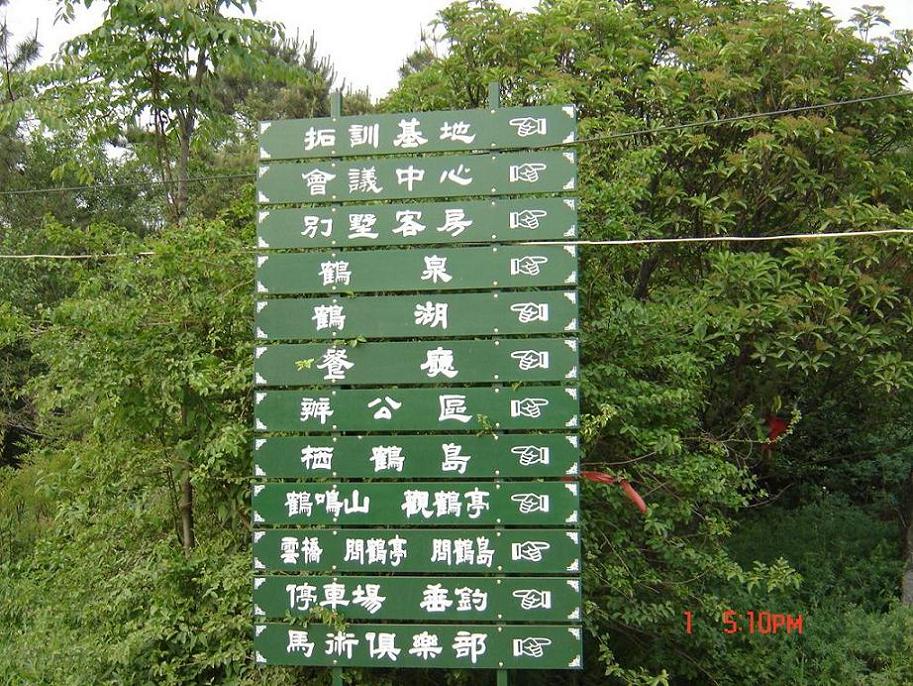 拓訓基地
會議中心
别墅客房
鶴泉
鶴湖
餐廳
辦公區
栖鶴島
鶴鳴山 觀鶴亭
雲橋 問鶴亭 問鶴島
停車場 垂釣
馬術俱樂部
1 5:10PM